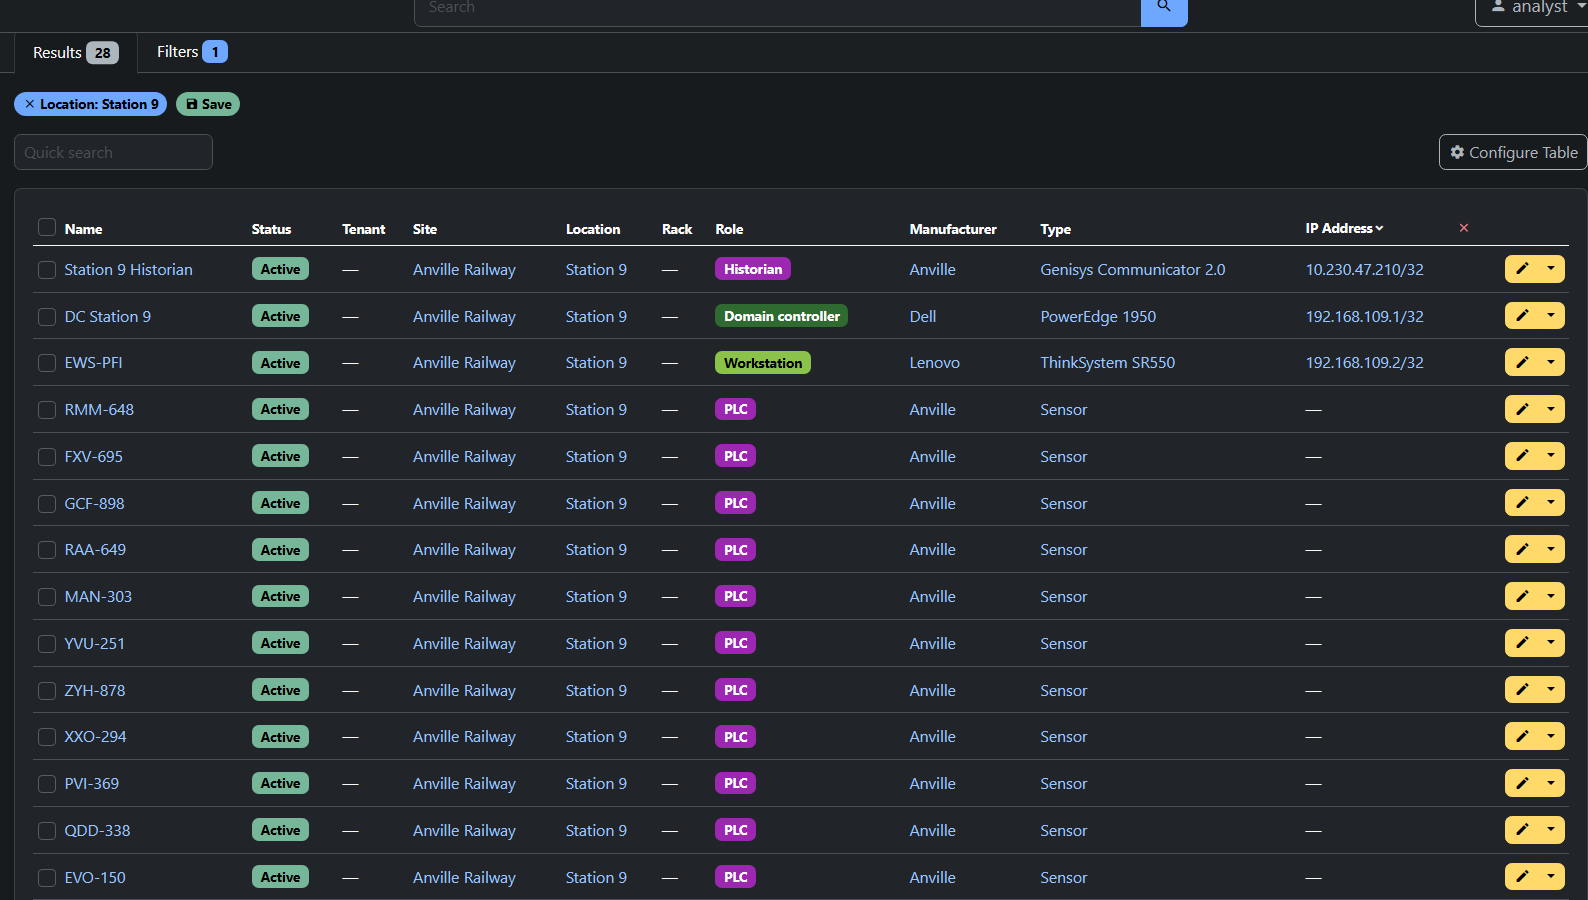 Search
analyst
Results 28 Filters 1
× Location: Station 9 Save
Quick search Configure Table
Name Status Tenant Site Location Rack Role Manufacturer Type IP Address ×
Station 9 Historian Active — Anville Railway Station 9 — Historian Anville Genisys Communicator 2.0 10.230.47.210/32
DC Station 9 Active — Anville Railway Station 9 — Domain controller Dell PowerEdge 1950 192.168.109.1/32
EWS-PFI Active — Anville Railway Station 9 — Workstation Lenovo ThinkSystem SR550 192.168.109.2/32
RMM-648 Active — Anville Railway Station 9 — PLC Anville Sensor —
FXV-695 Active — Anville Railway Station 9 — PLC Anville Sensor —
GCF-898 Active — Anville Railway Station 9 — PLC Anville Sensor —
RAA-649 Active — Anville Railway Station 9 — PLC Anville Sensor —
MAN-303 Active — Anville Railway Station 9 — PLC Anville Sensor —
YVU-251 Active — Anville Railway Station 9 — PLC Anville Sensor —
ZYH-878 Active — Anville Railway Station 9 — PLC Anville Sensor —
XXO-294 Active — Anville Railway Station 9 — PLC Anville Sensor —
PVI-369 Active — Anville Railway Station 9 — PLC Anville Sensor —
QDD-338 Active — Anville Railway Station 9 — PLC Anville Sensor —
EVO-150 Active — Anville Railway Station 9 — PLC Anville Sensor —